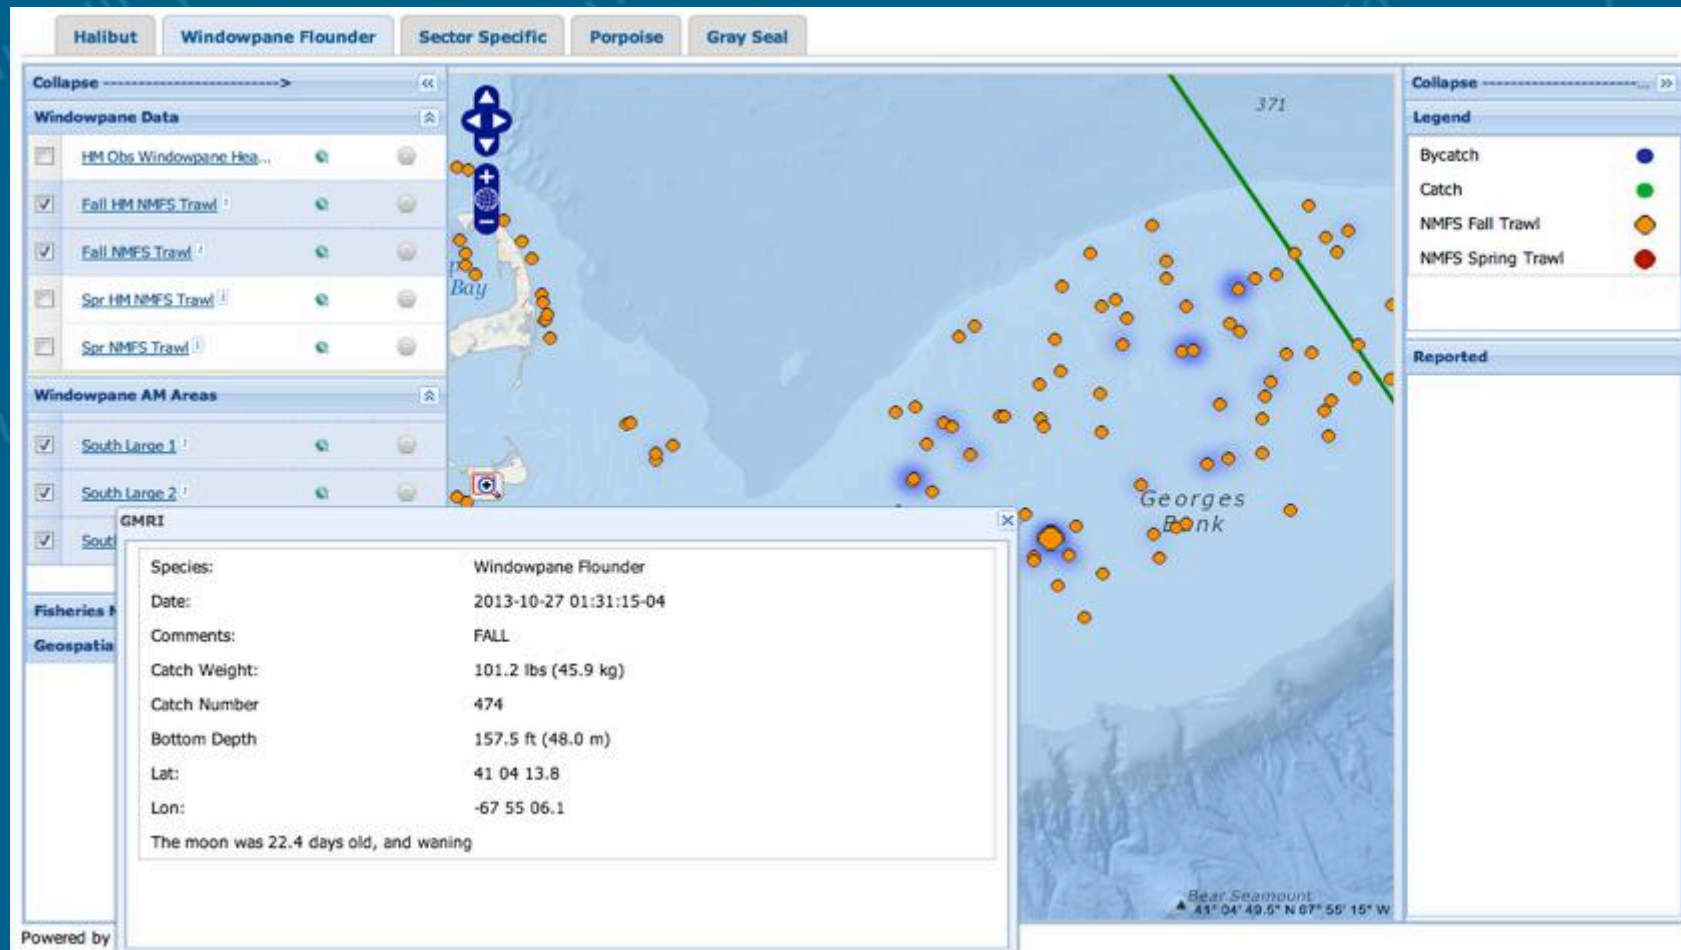 Halibut Windowpane Flounder Sector Specific Porpoise Gray Seal
Collapse ------------------------->
Windowpane Data
HM Obs Windowpane Hea...
Fall HM NMFS Trawl
Fall NMFS Trawl
Spr HM NMFS Trawl
Spr NMFS Trawl
Windowpane AM Areas
South Large 1
South Large 2
Fisheries
Geospatia
Powered by
371
Bay
Georges
Bank
Bear Seamount
41° 04' 49.5" N 67° 55' 15" W
GMRI
Species: Windowpane Flounder
Date: 2013-10-27 01:31:15-04
Comments: FALL
Catch Weight: 101.2 lbs (45.9 kg)
Catch Number 474
Bottom Depth 157.5 ft (48.0 m)
Lat: 41 04 13.8
Lon: -67 55 06.1
The moon was 22.4 days old, and waning
Collapse ----------------------...
Legend
Bycatch
Catch
NMFS Fall Trawl
NMFS Spring Trawl
Reported